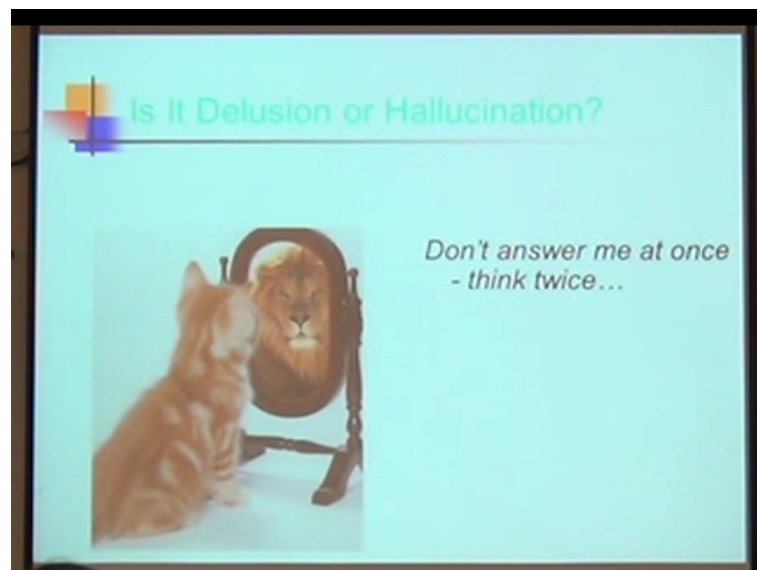 Is It Delusion or Hallucination?
Don't answer me at once
- think twice...